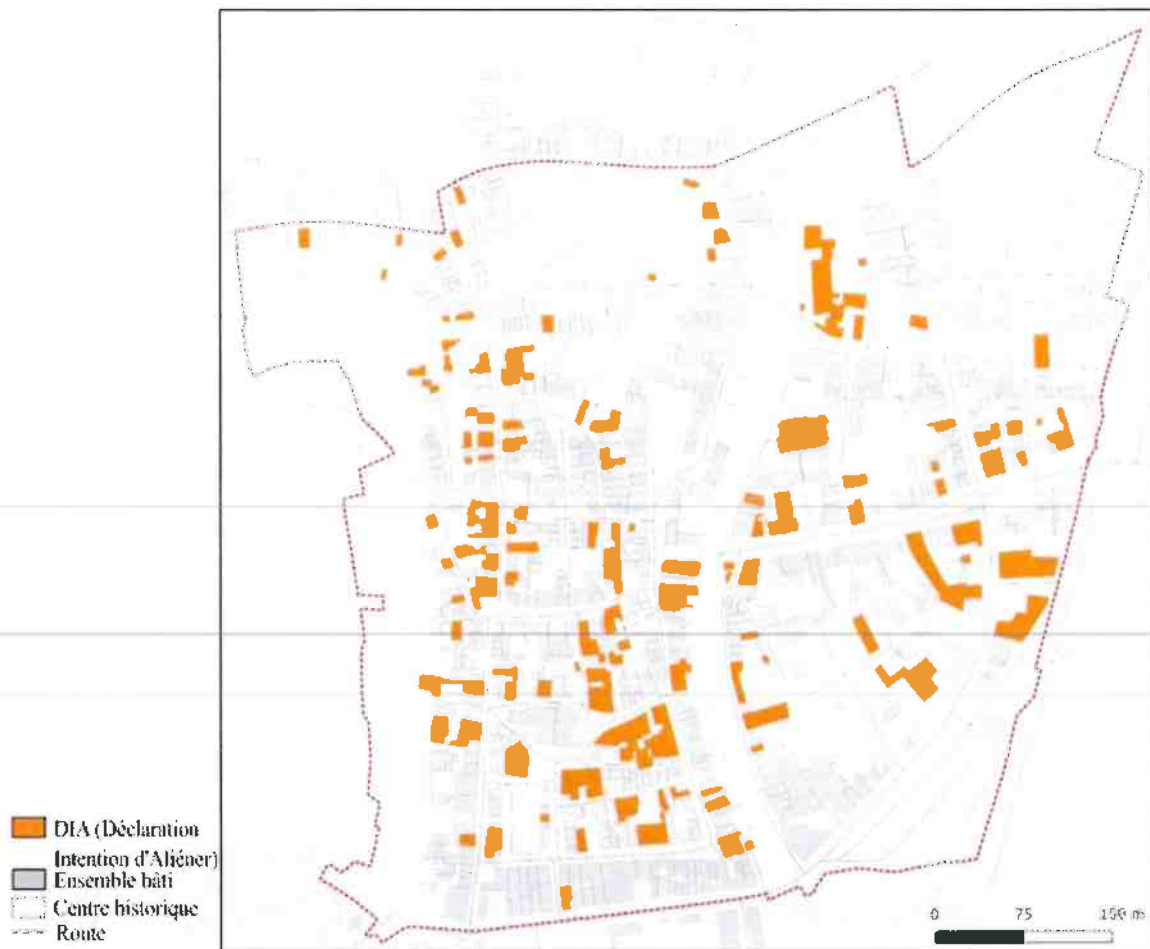 DIA (Déclaration
Intention d'Aliéner)
Ensemble bâti
Centre historique
Route
0 75 150 m